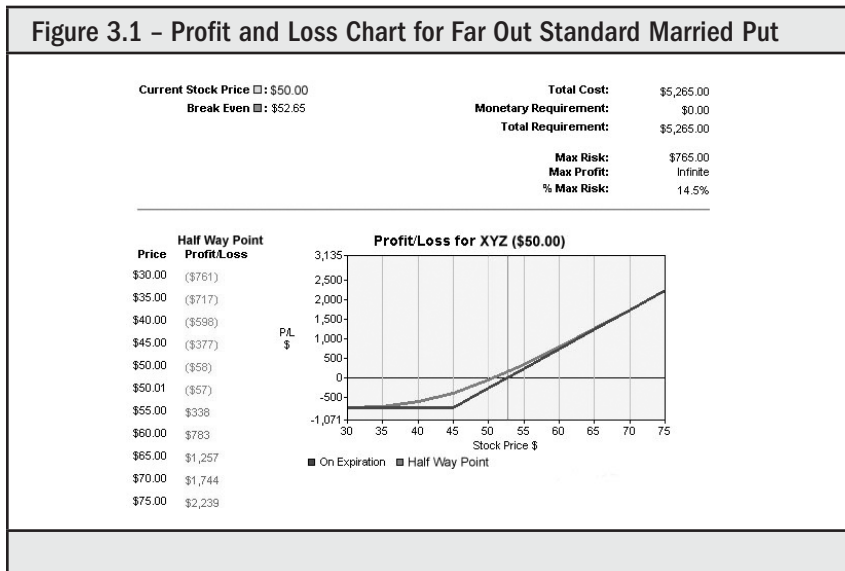 Figure 3.1 – Profit and Loss Chart for Far Out Standard Married Put
Current Stock Price : $50.00
Break Even : $52.65
Total Cost: $5,265.00
Monetary Requirement: $0.00
Total Requirement: $5,265.00
Max Risk: $765.00
Max Profit: Infinite
% Max Risk: 14.5%
Half Way Point
Price Profit/Loss
$30.00 ($761)
$35.00 ($717)
$40.00 ($598)
$45.00 ($377)
$50.00 ($58)
$50.01 ($57)
$55.00 $338
$60.00 $783
$65.00 $1,257
$70.00 $1,744
$75.00 $2,239
Profit/Loss for XYZ ($50.00)
P/L
$
3,135
2,500
2,000
1,500
1,000
500
0
-500
-1,071
30 35 40 45 50 55 60 65 70 75
Stock Price $
On Expiration Half Way Point